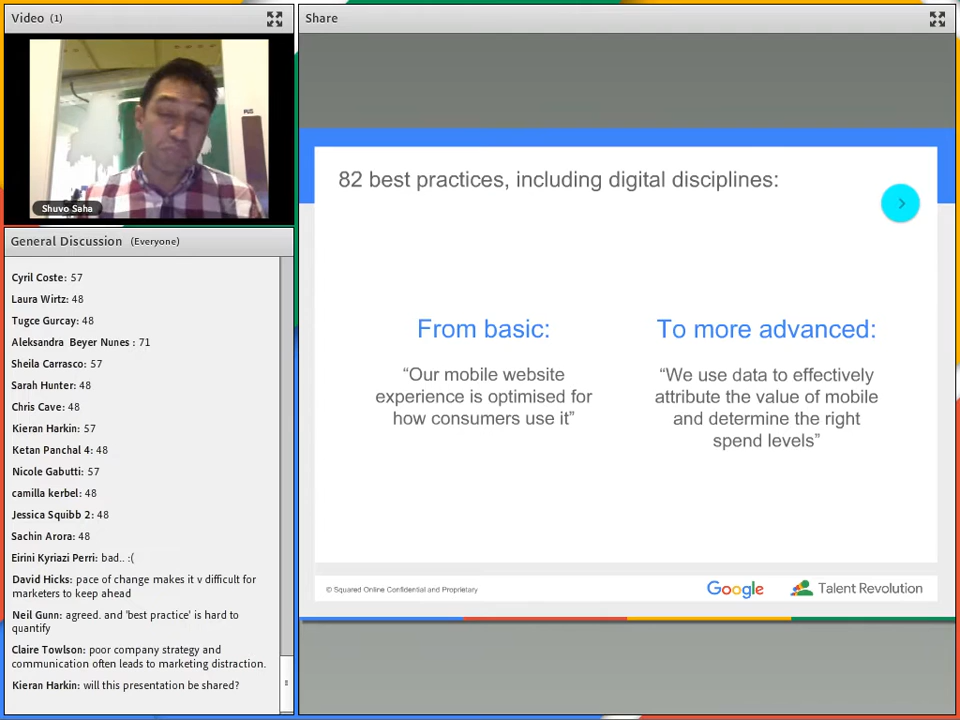 Video (1)
Shuvo Saha
General Discussion (Everyone)
Cyril Coste: 57
Laura Wirtz: 48
Tugce Gurcay: 48
Aleksandra Beyer Nunes : 71
Sheila Carrasco: 57
Sarah Hunter: 48
Chris Cave: 48
Kieran Harkin: 57
Ketan Panchal 4: 48
Nicole Gabutti: 57
camilla kerbel: 48
Jessica Squibb 2: 48
Sachin Arora: 48
Eirini Kyriazi Perri: bad.. :(
David Hicks: pace of change makes it v difficult for
marketers to keep ahead
Neil Gunn: agreed. and 'best practice' is hard to
quantify
Claire Towlson: poor company strategy and
communication often leads to marketing distraction.
Kieran Harkin: will this presentation be shared?
Share
82 best practices, including digital disciplines:
From basic:
“Our mobile website
experience is optimised for
how consumers use it”
To more advanced:
“We use data to effectively
attribute the value of mobile
and determine the right
spend levels”
© Squared Online Confidential and Proprietary
Google
Talent Revolution